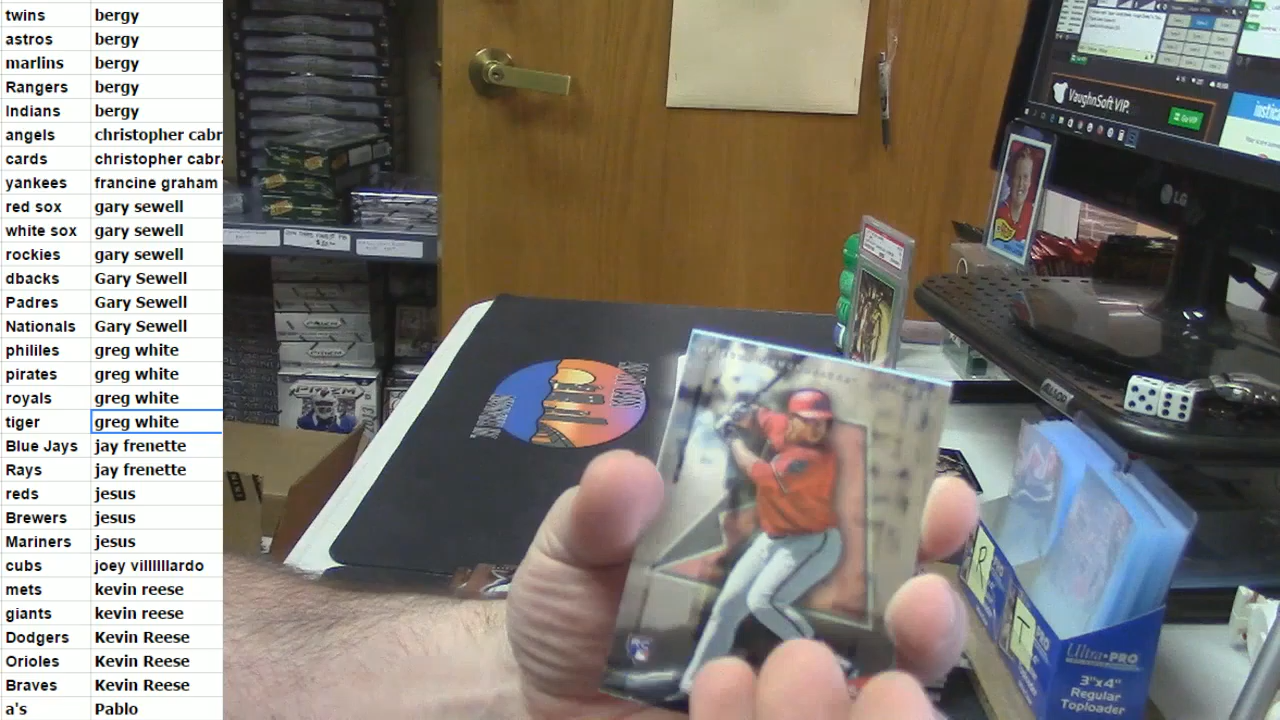 twins bergy
astros bergy
marlins bergy
Rangers bergy
Indians bergy
angels christopher cabr
cards christopher cabra
yankees francine graham
red sox gary sewell
white sox gary sewell
rockies gary sewell
dbacks Gary Sewell
Padres Gary Sewell
Nationals Gary Sewell
phililes greg white
pirates greg white
royals greg white
tiger greg white
Blue Jays jay frenette
Rays jay frenette
reds jesus
Brewers jesus
Mariners jesus
cubs joey villlllllardo
mets kevin reese
giants kevin reese
Dodgers Kevin Reese
Orioles Kevin Reese
Braves Kevin Reese
a's Pablo
VaughnSoft VIP.
Go VIP
LG
R
T
Ultra·PRO
3"x4"
Regular
Toploader